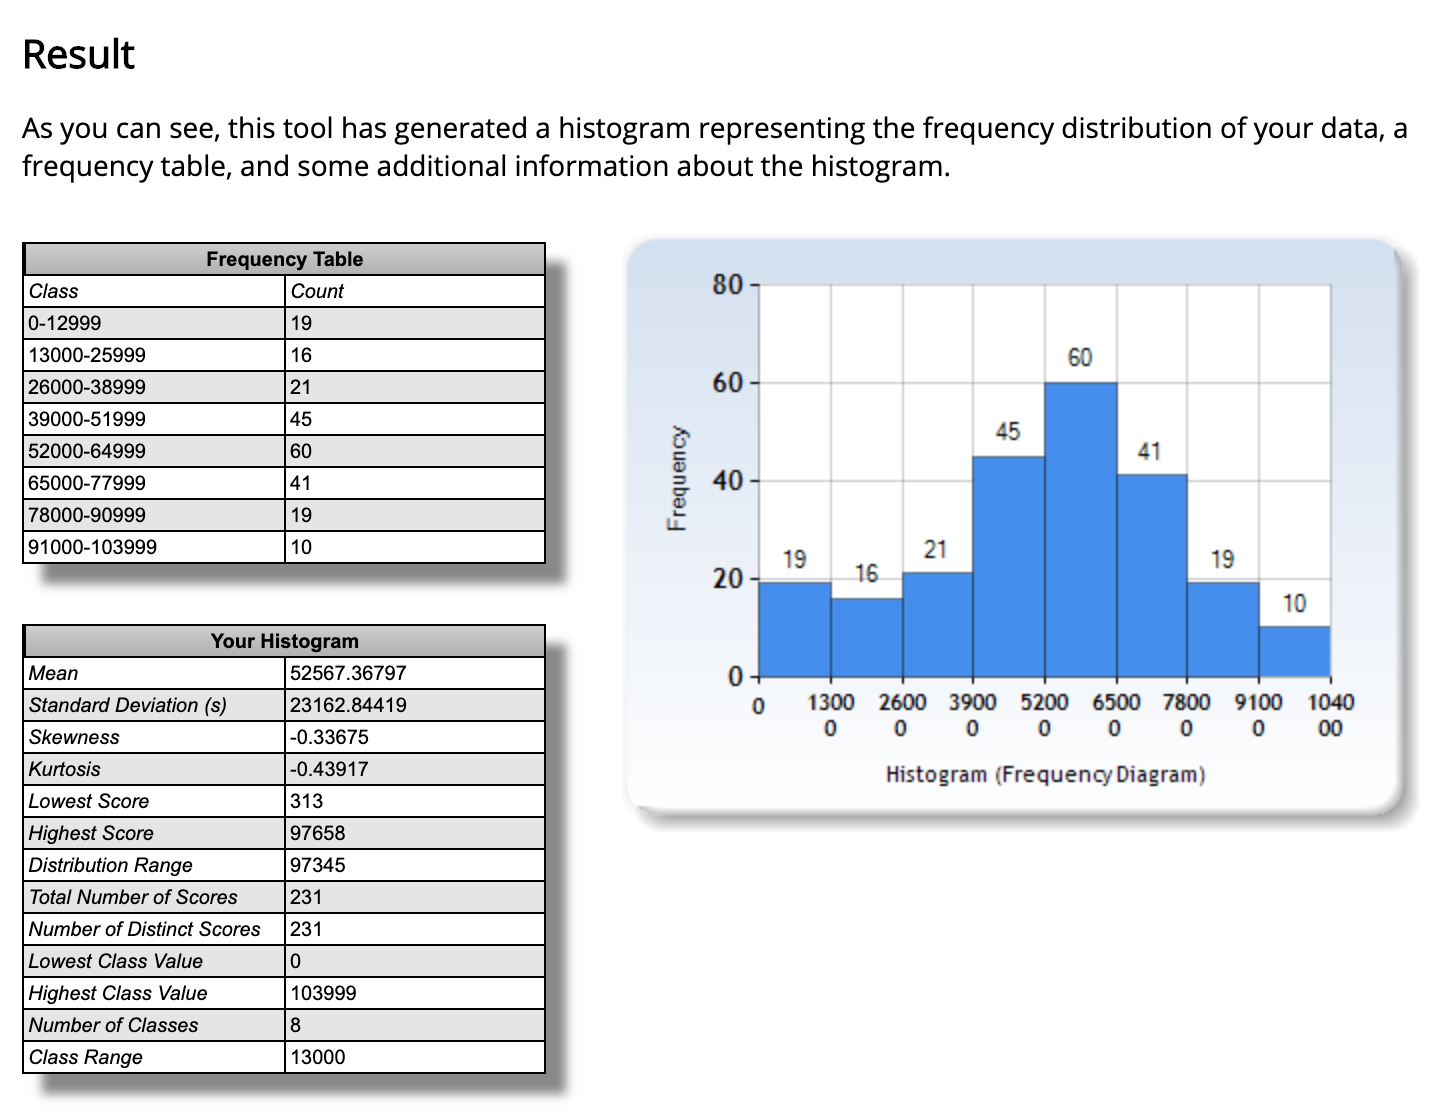 Result
As you can see, this tool has generated a histogram representing the frequency distribution of your data, a
frequency table, and some additional information about the histogram.
Frequency Table
Class Count
0-12999 19
13000-25999 16
26000-38999 21
39000-51999 45
52000-64999 60
65000-77999 41
78000-90999 19
91000-103999 10
Your Histogram
Mean 52567.36797
Standard Deviation (s) 23162.84419
Skewness -0.33675
Kurtosis -0.43917
Lowest Score 313
Highest Score 97658
Distribution Range 97345
Total Number of Scores 231
Number of Distinct Scores 231
Lowest Class Value 0
Highest Class Value 103999
Number of Classes 8
Class Range 13000
80
60
40
20
0
Frequency
19
16
21
45
60
41
19
10
0 1300 2600 3900 5200 6500 7800 9100 1040
0 0 0 0 0 0 0 00
Histogram (Frequency Diagram)